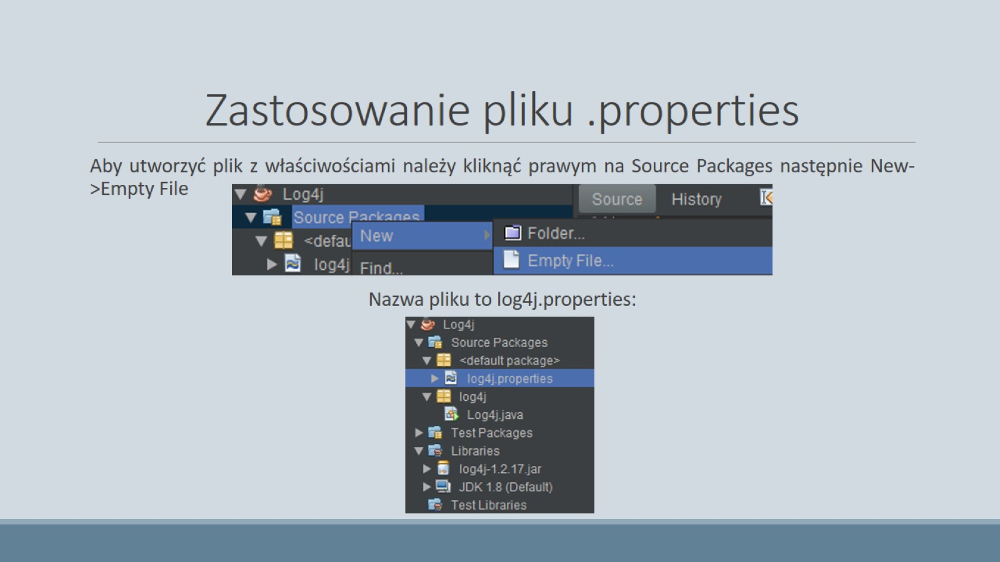 Zastosowanie pliku .properties
Aby utworzyć plik z właściwościami należy kliknąć prawym na Source Packages następnie New-
>Empty File
Log4j
Source Packages
<defau
log4j
New
Find...
Source
History
Folder...
Empty File...
Nazwa pliku to log4j.properties:
Log4j
Source Packages
<default package>
log4j.properties
log4j
Log4j.java
Test Packages
Libraries
log4j-1.2.17.jar
JDK 1.8 (Default)
Test Libraries